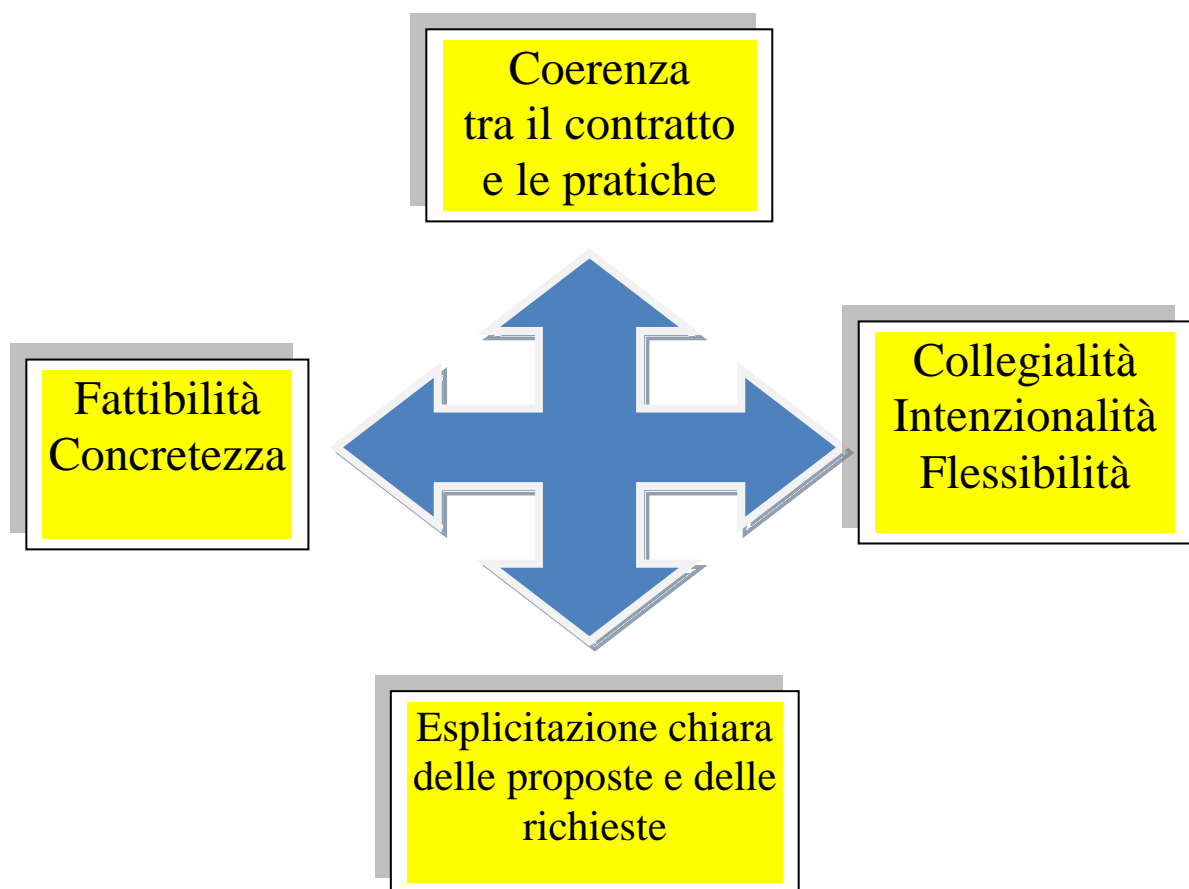 Coerenza
tra il contratto
e le pratiche
Fattibilità
Concretezza
Collegialità
Intenzionalità
Flessibilità
Esplicitazione chiara
delle proposte e delle
richieste